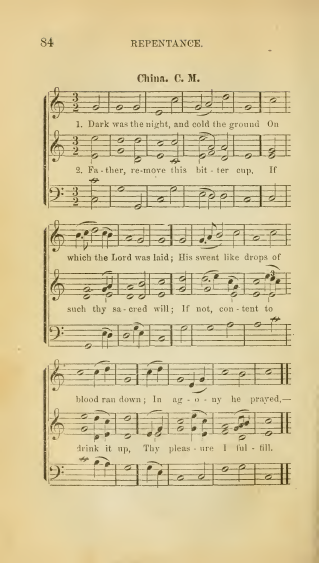 84 REPENTANCE.
China. C. M.
1. Dark was the night, and cold the ground On
2. Fa - ther, re-move this bit - ter cup, If
which the Lord was laid; His sweat like drops of
such thy sa - cred will; If not, con - tent to
blood ran down; In ag - o - ny he prayed,—
drink it up, Thy pleas - ure I ful - fill.